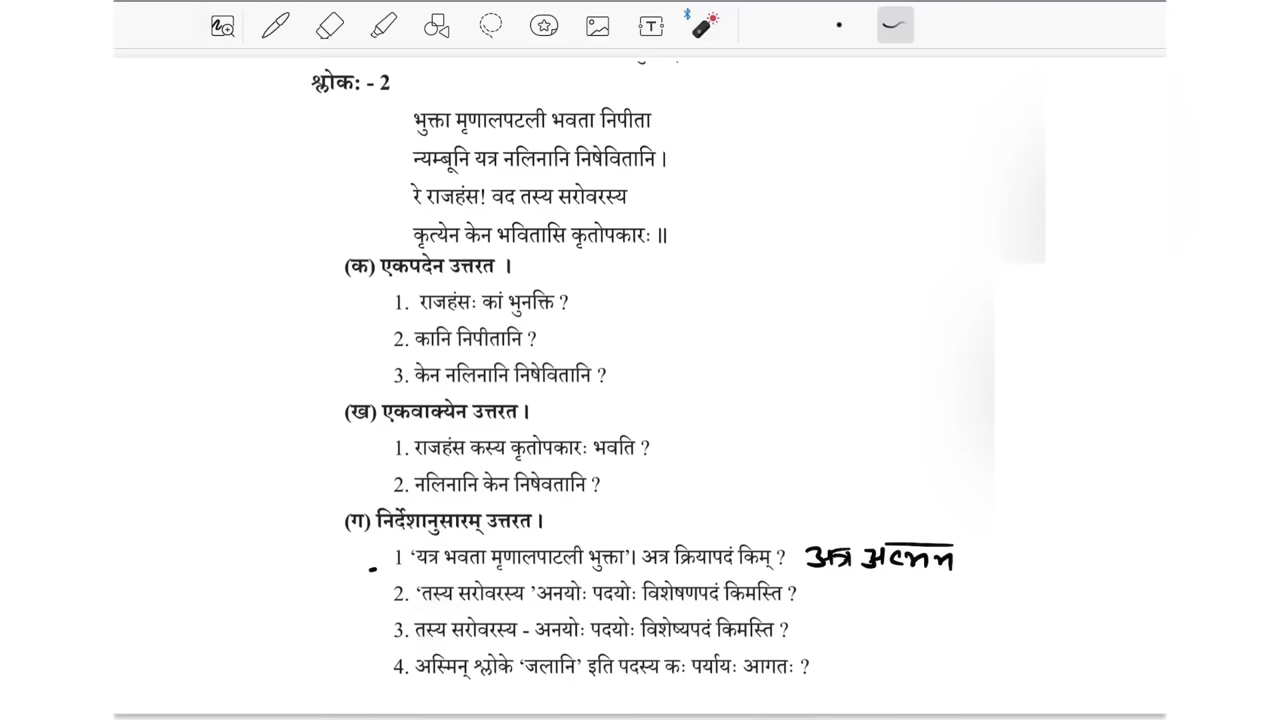 श्लोक: - 2
भुक्ता मृणालपटली भवता निपीता
न्यम्बूनि यत्र नलिनानि निषेवितानि ।
रे राजहंस! वद तस्य सरोवरस्य
कृत्येन केन भवितासि कृतोपकारः ॥
(क) एकपदेन उत्तरत ।
1. राजहंसः कां भुनक्ति ?
2. कानि निपीतानि ?
3. केन नलिनानि निषेवितानि ?
(ख) एकवाक्येन उत्तरत ।
1. राजहंस कस्य कृतोपकारः भवति ?
2. नलिनानि केन निषेवतानि ?
(ग) निर्देशानुसारम् उत्तरत ।
1 ‘यत्र भवता मृणालपाटली भुक्ता’। अत्र क्रियापदं किम् ? अत्र
2. ‘तस्य सरोवरस्य ’अनयोः पदयोः विशेषणपदं किमस्ति ?
3. तस्य सरोवरस्य - अनयोः पदयोः विशेष्यपदं किमस्ति ?
4. अस्मिन् श्लोके ‘जलानि’ इति पदस्य कः पर्यायः आगतः ?